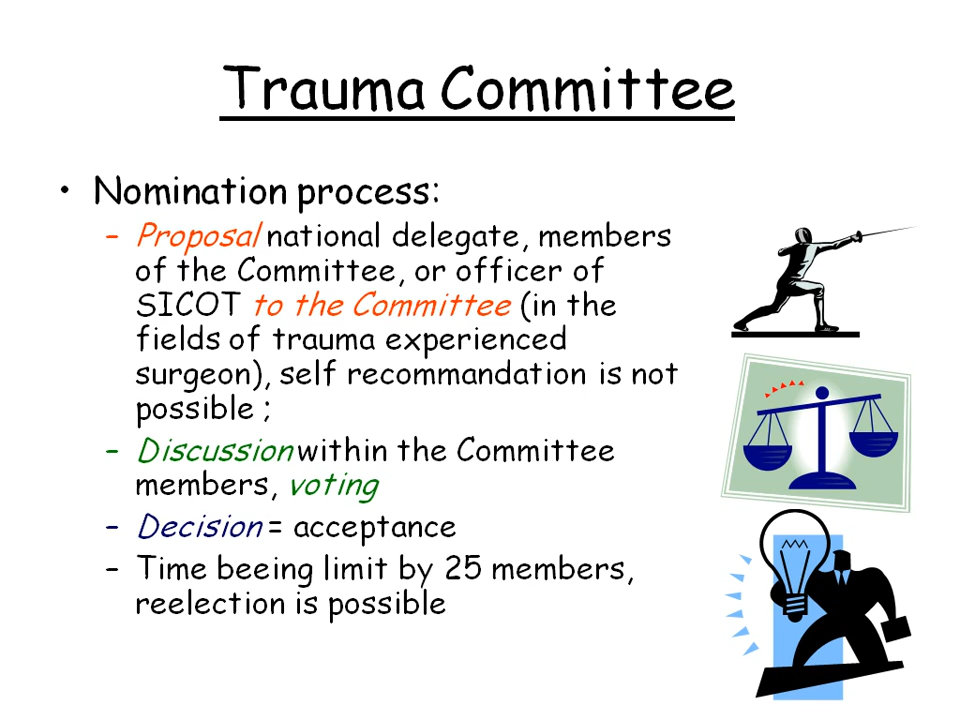 Trauma Committee
• Nomination process:
– Proposal national delegate, members
of the Committee, or officer of
SICOT to the Committee (in the
fields of trauma experienced
surgeon), self recommandation is not
possible ;
– Discussion within the Committee
members, voting
– Decision = acceptance
– Time beeing limit by 25 members,
reelection is possible